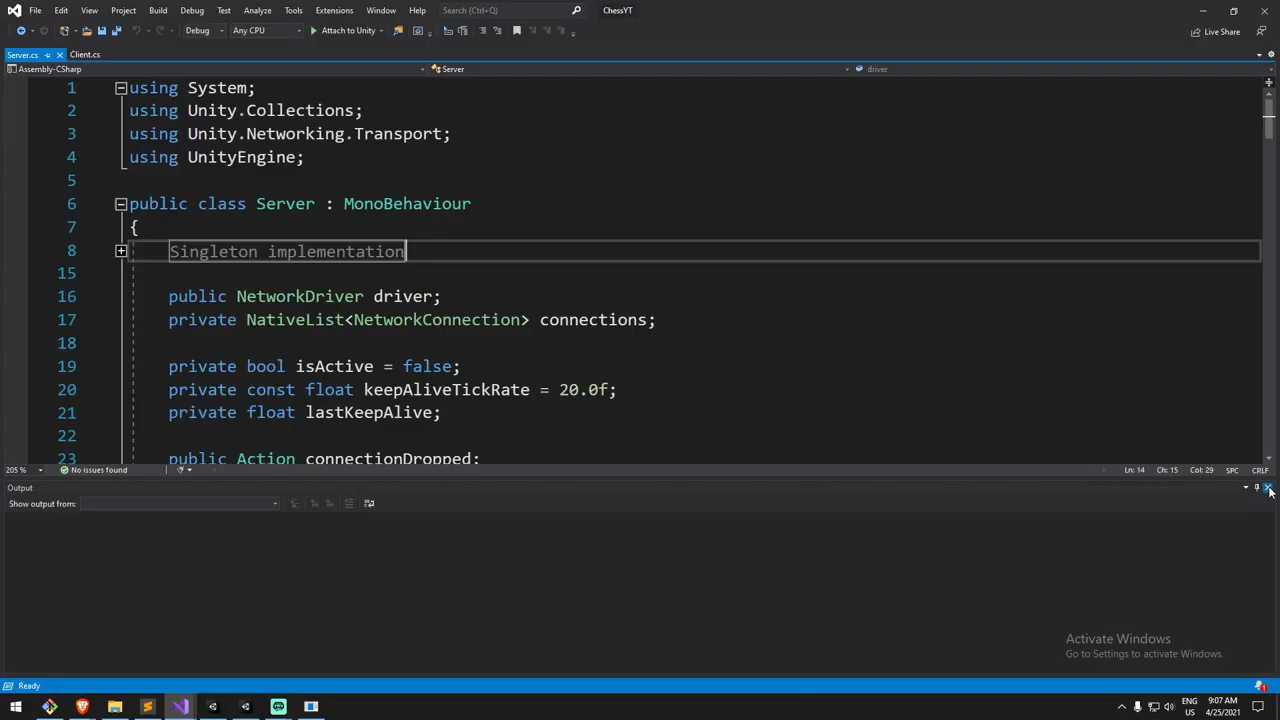 File Edit View Project Build Debug Test Analyze Tools Extensions Window Help Search (Ctrl+Q) ChessYT
Debug Any CPU Attach to Unity Live Share
Server.cs Client.cs
Assembly-CSharp Server driver
1 using System;
2 using Unity.Collections;
3 using Unity.Networking.Transport;
4 using UnityEngine;
5
6 public class Server : MonoBehaviour
7 {
8 Singleton implementation
15
16 public NetworkDriver driver;
17 private NativeList<NetworkConnection> connections;
18
19 private bool isActive = false;
20 private const float keepAliveTickRate = 20.0f;
21 private float lastKeepAlive;
22
23 public Action connectionDropped;
205 % No issues found Ln: 14 Ch: 15 Col: 29 SPC CRLF
Output
Show output from:
Activate Windows
Go to Settings to activate Windows.
Ready 1
ENG 9:07 AM
US 4/25/2021